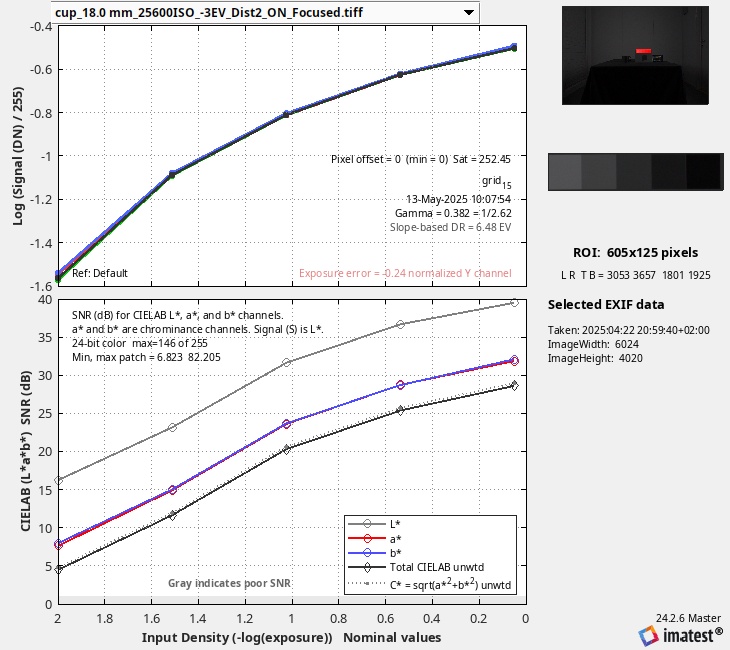 cup_18.0 mm_25600ISO_-3EV_Dist2_ON_Focused.tiff
-0.4
-0.6
-0.8
-1
-1.2
-1.4
-1.6
Log (Signal (DN) / 255)
Pixel offset = 0 (min = 0) Sat = 252.45
grid15
13-May-2025 10:07:54
Gamma = 0.382 = 1/2.62
Slope-based DR = 6.48 EV
Ref: Default
Exposure error = -0.24 normalized Y channel
40
35
30
25
20
15
10
5
0
CIELAB (L*a*b*) SNR (dB)
SNR (dB) for CIELAB L*, a*, and b* channels.
a* and b* are chrominance channels. Signal (S) is L*.
24-bit color max=146 of 255
Min, max patch = 6.823 82.205
L*
a*
b*
Total CIELAB unwtd
C* = sqrt(a*2+b*2) unwtd
Gray indicates poor SNR
2
1.8
1.6
1.4
1.2
1
0.8
0.6
0.4
0.2
0
Input Density (-log(exposure)) Nominal values
ROI: 605x125 pixels
L R T B = 3053 3657 1801 1925
Selected EXIF data
Taken: 2025:04:22 20:59:40+02:00
ImageWidth: 6024
ImageHeight: 4020
24.2.6 Master
imatest®